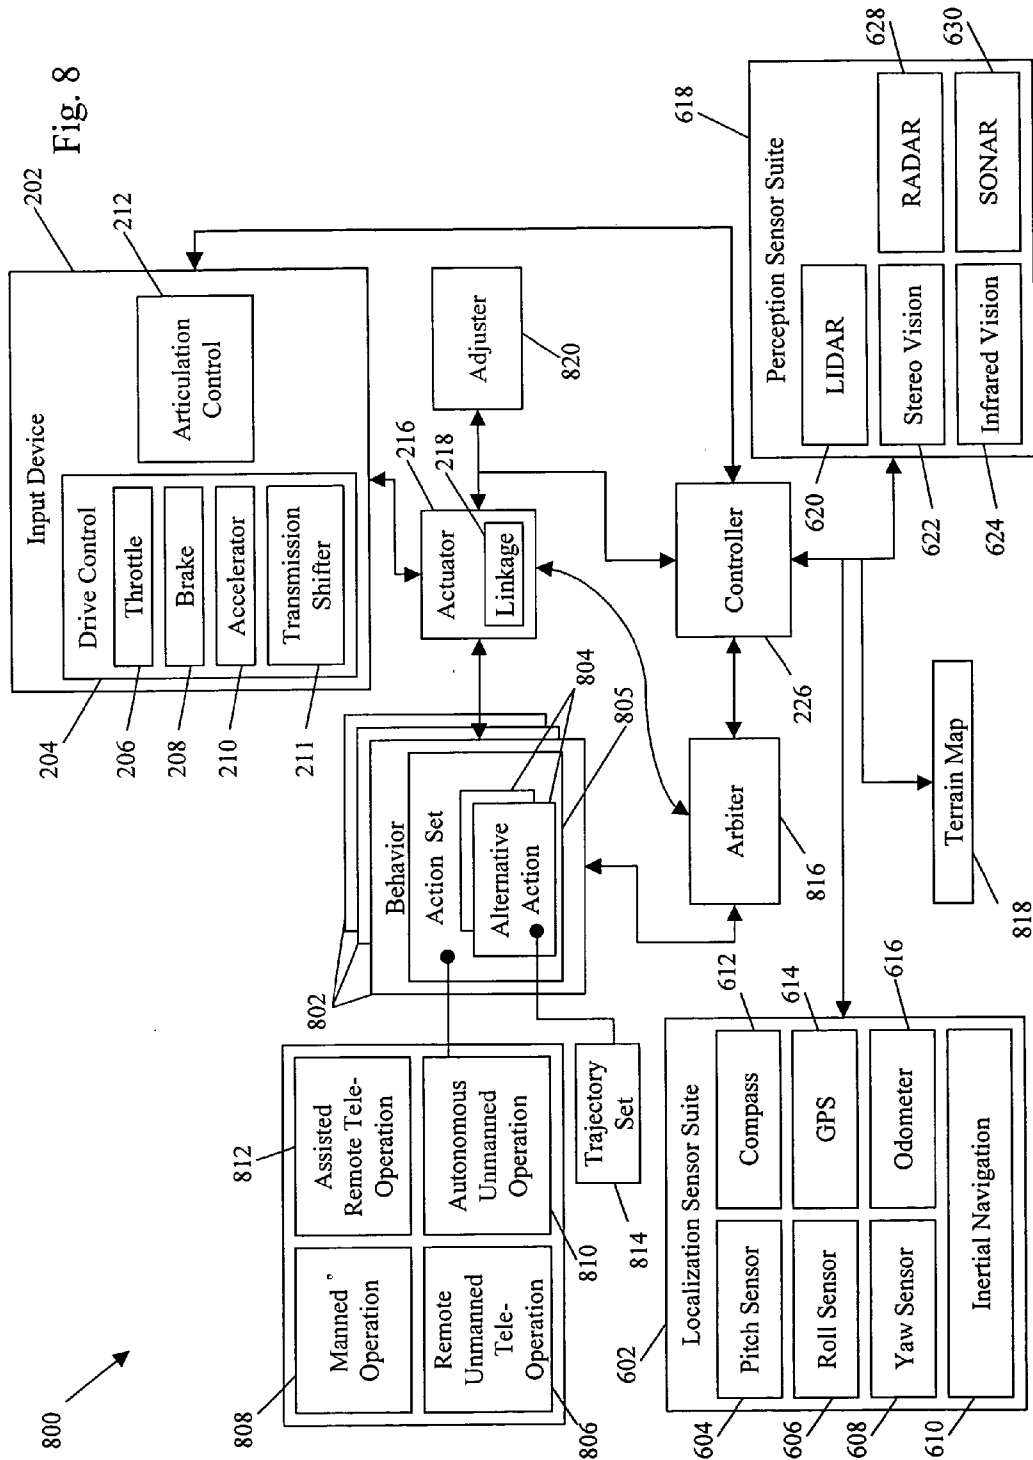 Fig. 8
800
202
Input Device
212
Articulation
Control
204
Drive Control
206
Throttle
208
Brake
210
Accelerator
211
Transmission
Shifter
216
Actuator
218
Linkage
Adjuster
820
802
Behavior
Action Set
Alternative
Action
804
805
812
Assisted
Remote Tele-
Operation
Autonomous
Unmanned
Operation
810
808
Manned
Operation
Remote
Unmanned
Tele-
Operation
806
Trajectory
Set
814
Arbiter
816
Controller
226
Terrain Map
818
618
Perception Sensor Suite
620
LIDAR
622
Stereo Vision
624
Infrared Vision
628
RADAR
630
SONAR
602
Localization Sensor Suite
604
Pitch Sensor
606
Roll Sensor
608
Yaw Sensor
610
Inertial Navigation
612
Compass
614
GPS
616
Odometer